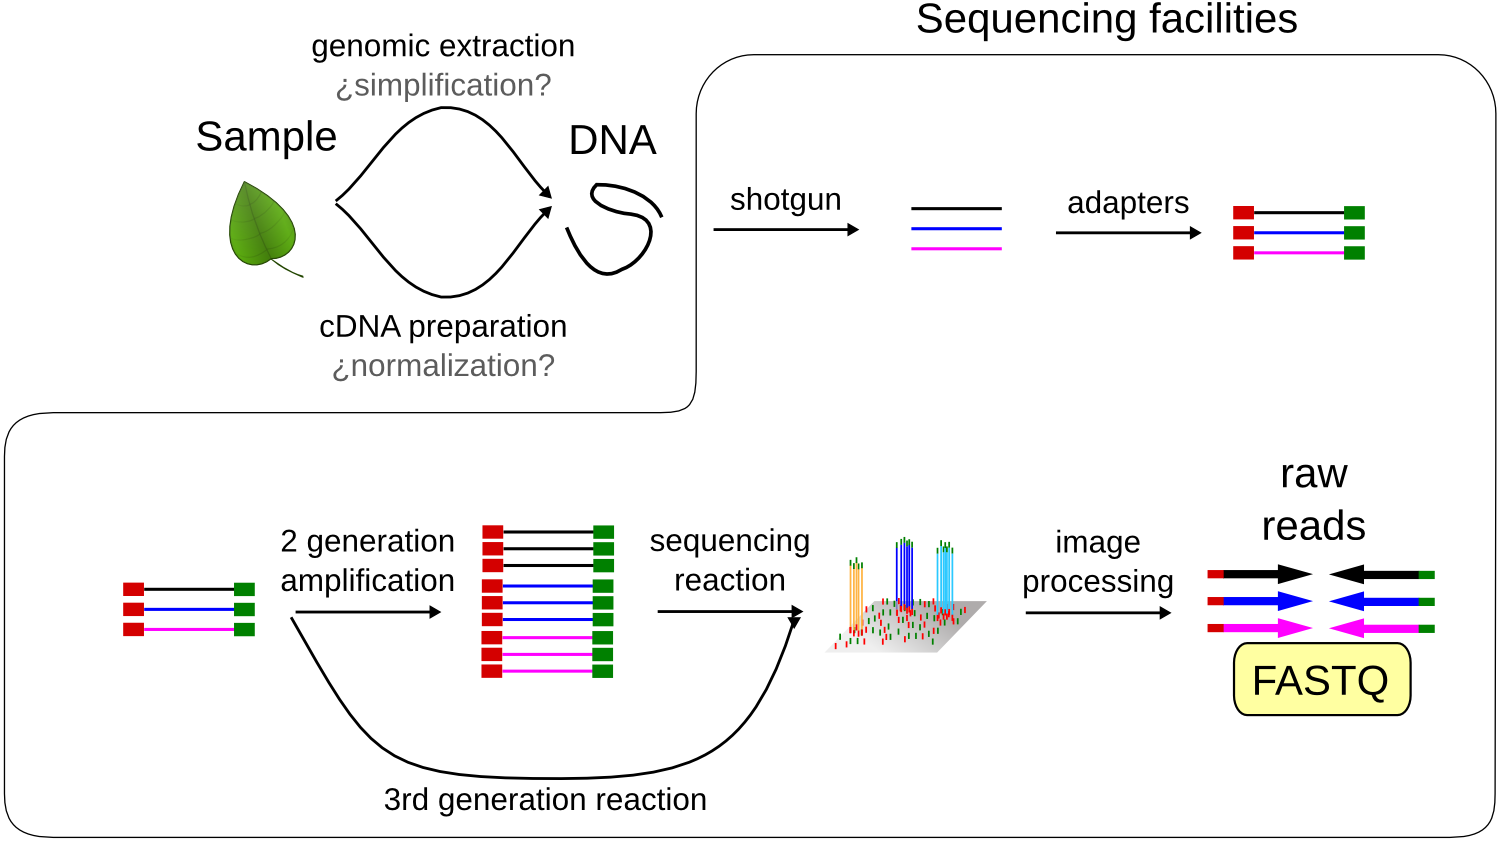 Sequencing facilities
genomic extraction
¿simplification?
Sample
DNA
shotgun
adapters
cDNA preparation
¿normalization?
raw
reads
2 generation
amplification
sequencing
reaction
image
processing
FASTQ
3rd generation reaction